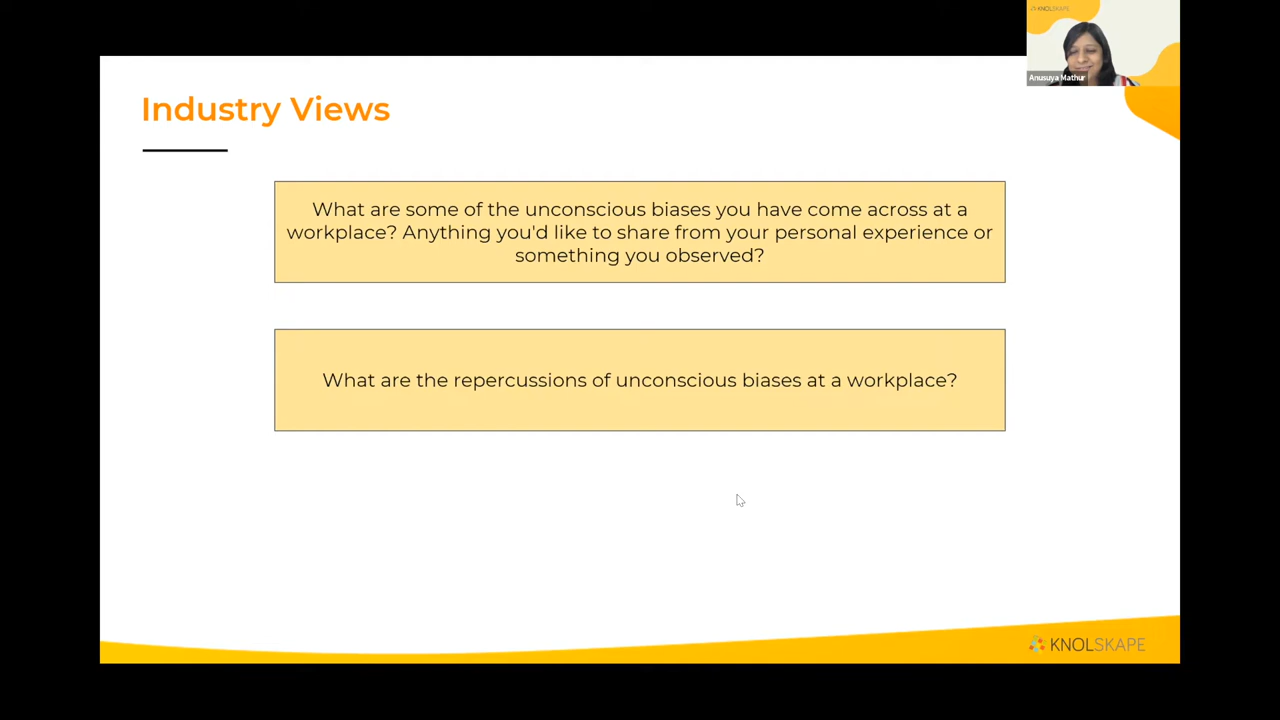 KNOLSKAPE
Anusuya Mathur
Industry Views
What are some of the unconscious biases you have come across at a
workplace? Anything you'd like to share from your personal experience or
something you observed?
What are the repercussions of unconscious biases at a workplace?
KNOLSKAPE